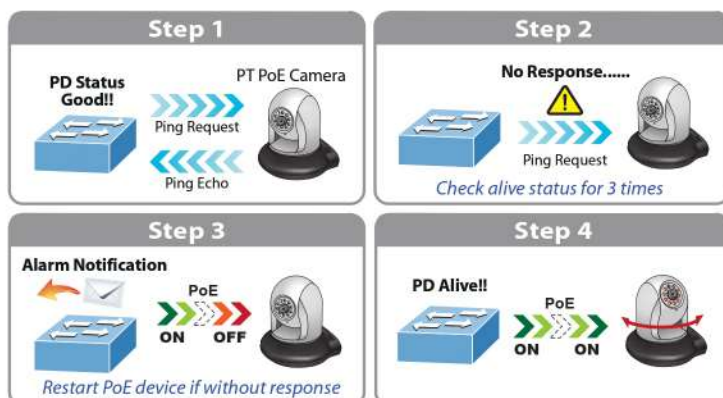 Step 1
PD Status
Good!!
PT PoE Camera
Ping Request
Ping Echo
Step 2
No Response......
!
Ping Request
Check alive status for 3 times
Step 3
Alarm Notification
PoE
ON OFF
Restart PoE device if without response
Step 4
PD Alive!!
PoE
ON ON